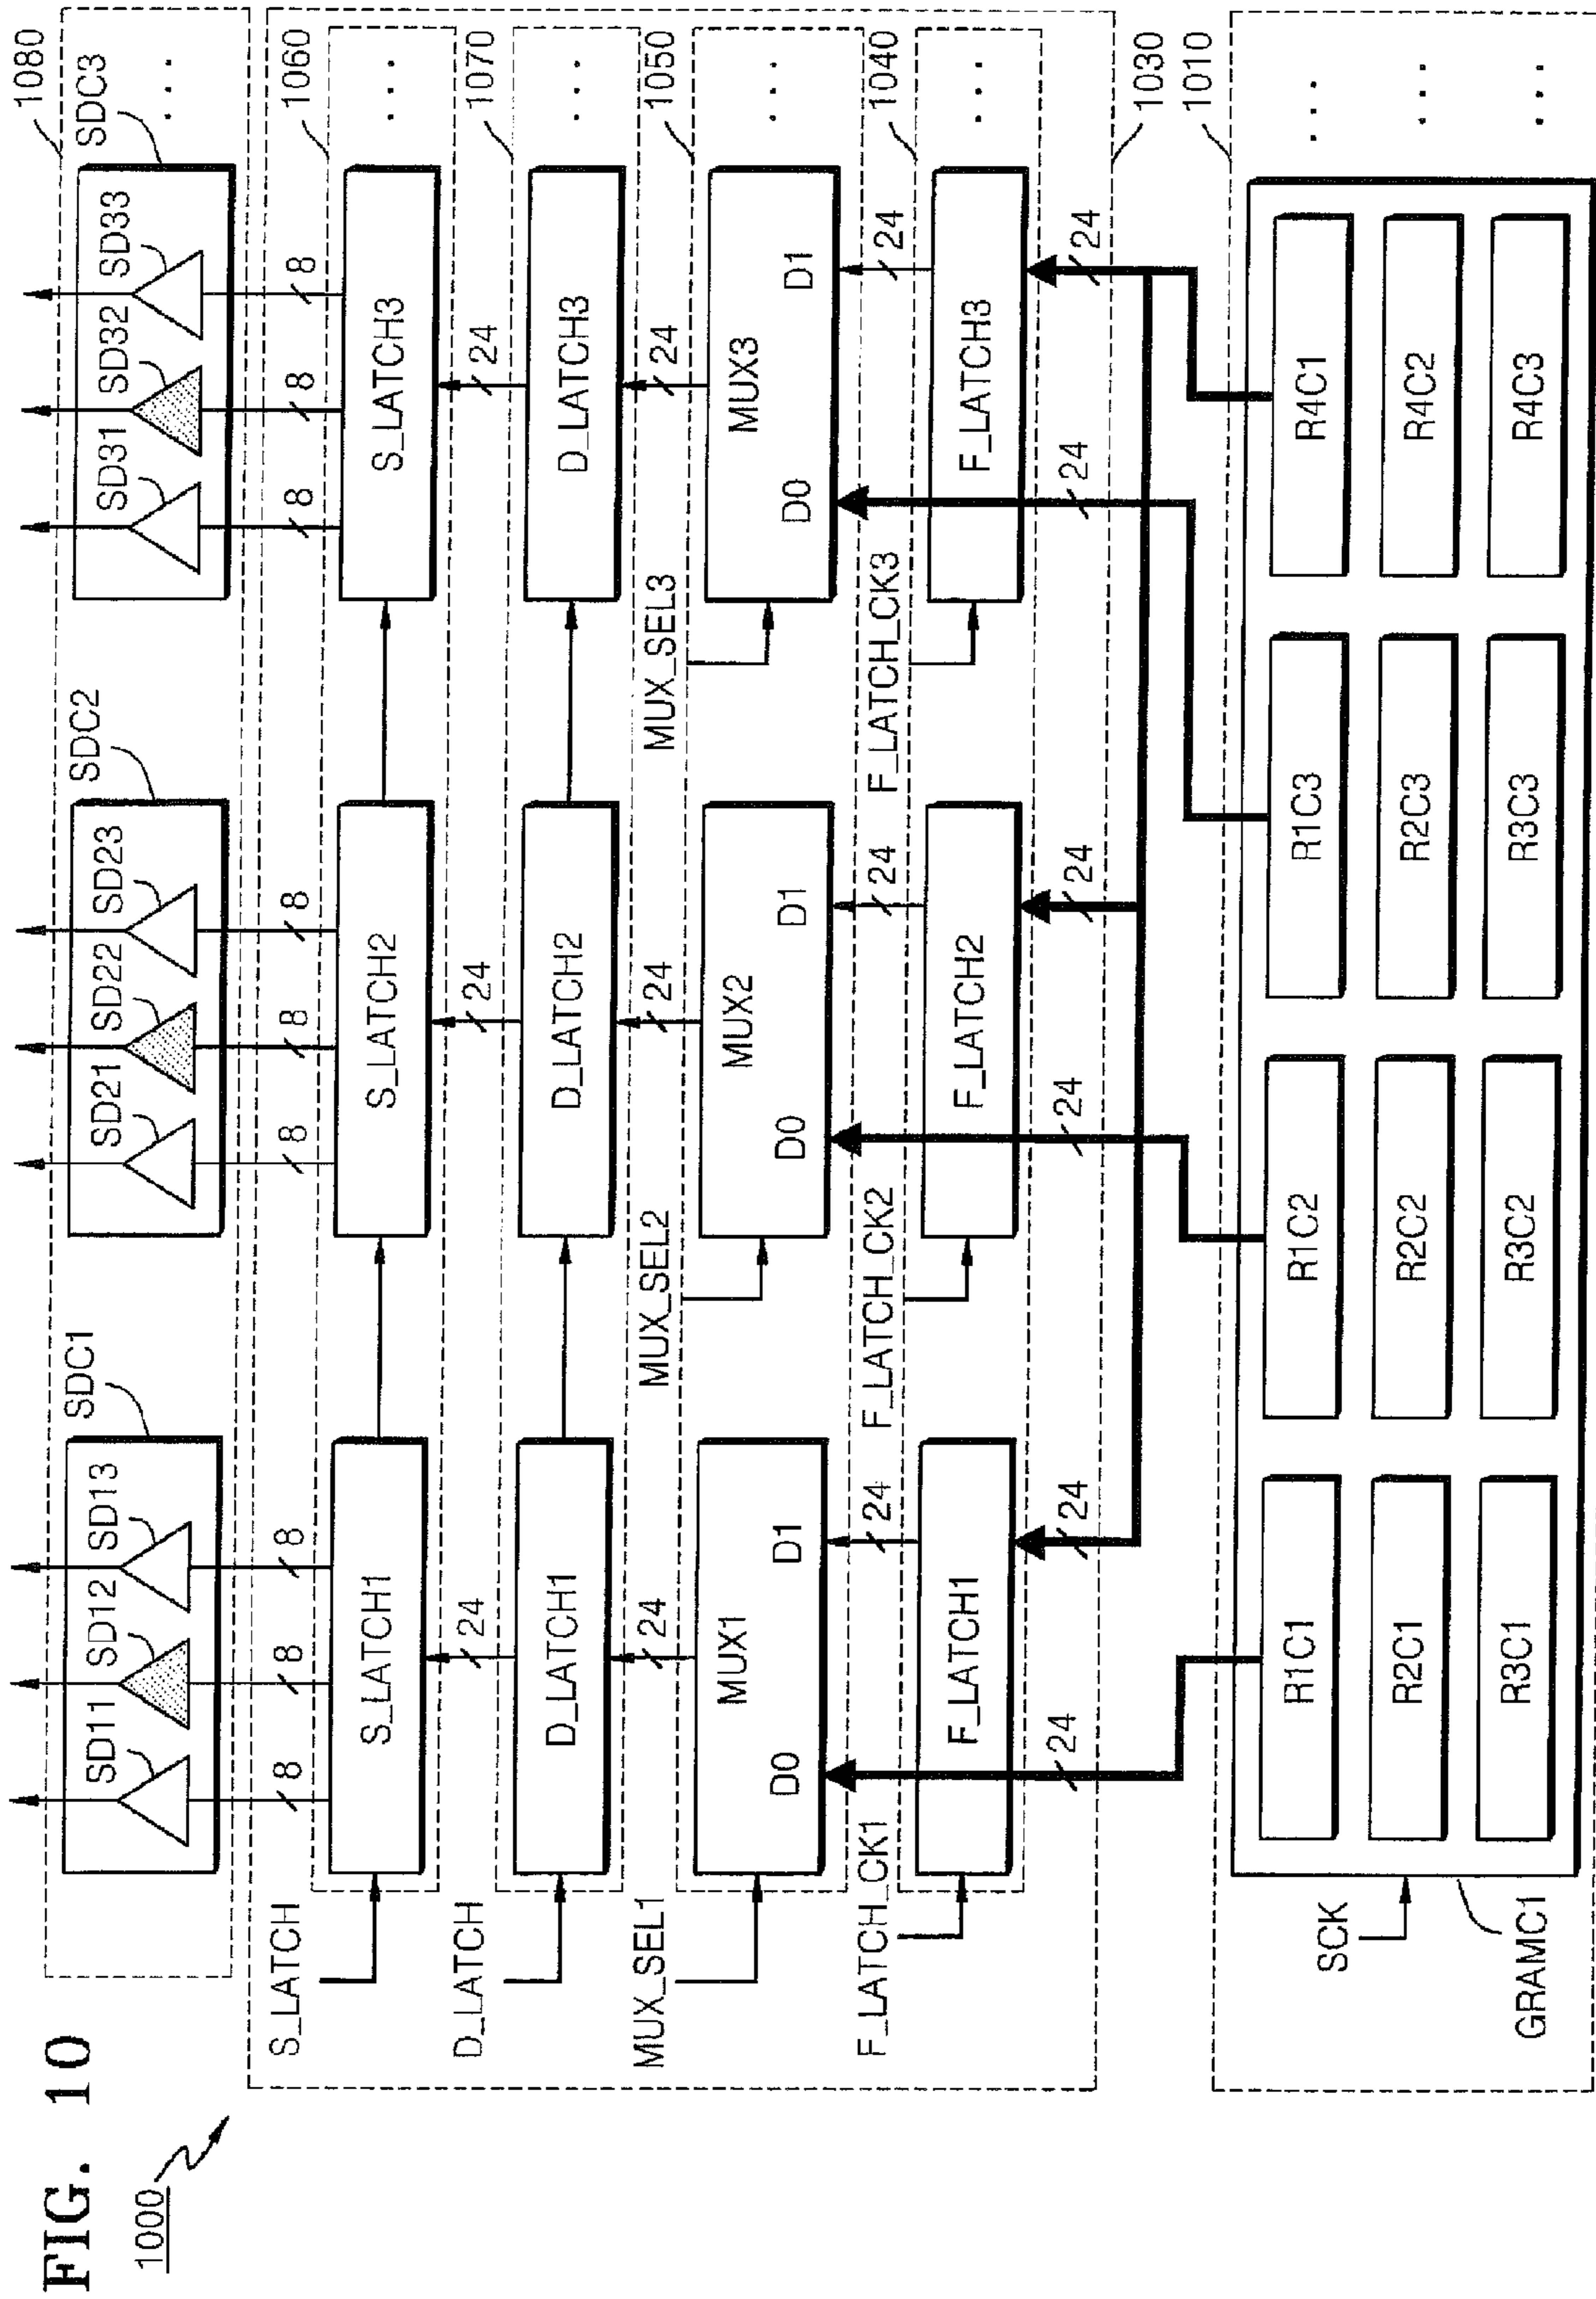 FIG. 10
1000
1080
SDC1
SDC2
SDC3
SD11 SD12 SD13
SD21 SD22 SD23
SD31 SD32 SD33
...
8 8 8
8 8 8
8 8 8
1060
S_LATCH
S_LATCH1
S_LATCH2
S_LATCH3
...
24
24
24
1070
D_LATCH
D_LATCH1
D_LATCH2
D_LATCH3
...
24
24
24
1050
MUX_SEL1
MUX_SEL2
MUX_SEL3
MUX1
MUX2
MUX3
...
D0 D1
D0 D1
D0 D1
24
24
24
1040
F_LATCH_CK1
F_LATCH_CK2
F_LATCH_CK3
F_LATCH1
F_LATCH2
F_LATCH3
...
24 24
24 24
24 24
1030
1010
R1C1 R1C2 R1C3 R4C1 ...
R2C1 R2C2 R2C3 R4C2 ...
R3C1 R3C2 R3C3 R4C3 ...
SCK
GRAMC1